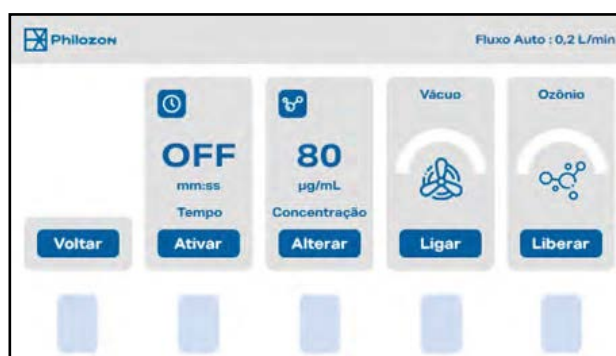 Philozon
Fluxo Auto : 0,2 L/min
OFF
mm:ss
Tempo
Ativar
80
µg/mL
Concentração
Alterar
Vácuo
Ligar
Ozônio
Liberar
Voltar